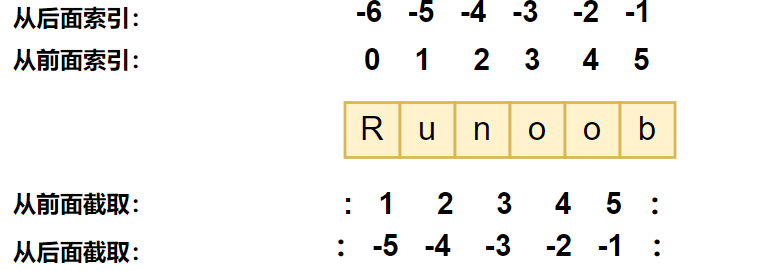 从后面索引： -6 -5 -4 -3 -2 -1
从前面索引： 0 1 2 3 4 5
R u n o o b
从前面截取： : 1 2 3 4 5 :
从后面截取： : -5 -4 -3 -2 -1 :